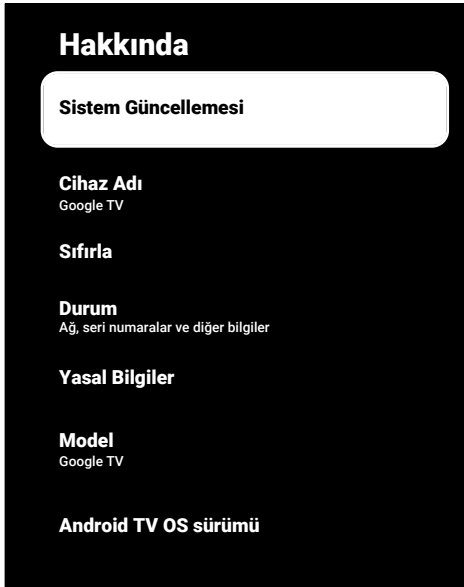 Hakkında
Sistem Güncellemesi
Cihaz Adı
Google TV
Sıfırla
Durum
Ağ, seri numaralar ve diğer bilgiler
Yasal Bilgiler
Model
Google TV
Android TV OS sürümü